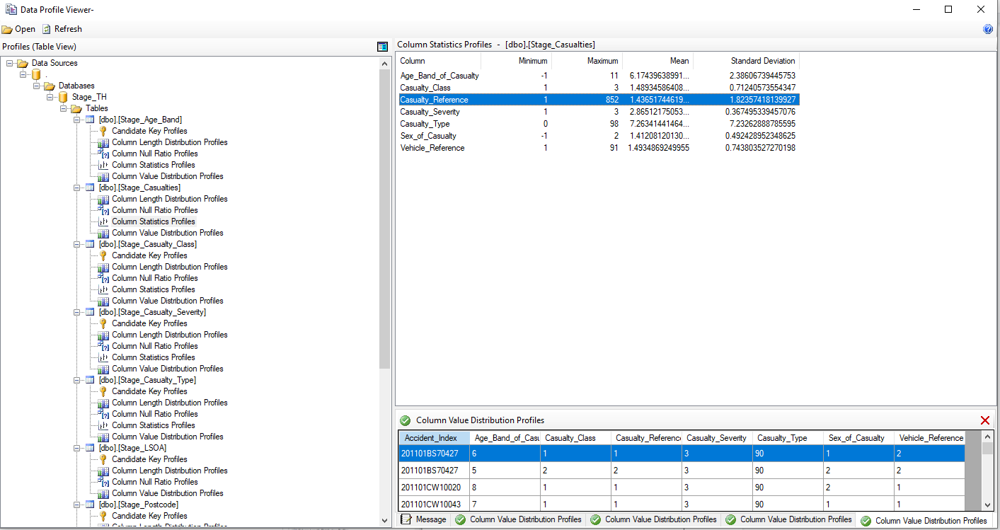 Data Profile Viewer-
Open Refresh
Profiles (Table View)
Data Sources
.
Databases
Stage_TH
Tables
[dbo].[Stage_Age_Band]
Candidate Key Profiles
Column Length Distribution Profiles
Column Null Ratio Profiles
Column Statistics Profiles
Column Value Distribution Profiles
[dbo].[Stage_Casualties]
Column Length Distribution Profiles
Column Null Ratio Profiles
Column Statistics Profiles
Column Value Distribution Profiles
[dbo].[Stage_Casualty_Class]
Candidate Key Profiles
Column Length Distribution Profiles
Column Null Ratio Profiles
Column Statistics Profiles
Column Value Distribution Profiles
[dbo].[Stage_Casualty_Severity]
Candidate Key Profiles
Column Length Distribution Profiles
Column Null Ratio Profiles
Column Statistics Profiles
Column Value Distribution Profiles
[dbo].[Stage_Casualty_Type]
Candidate Key Profiles
Column Length Distribution Profiles
Column Null Ratio Profiles
Column Statistics Profiles
Column Value Distribution Profiles
[dbo].[Stage_LSOA]
Candidate Key Profiles
Column Length Distribution Profiles
Column Null Ratio Profiles
Column Value Distribution Profiles
[dbo].[Stage_Postcode]
Candidate Key Profiles
Column Length Distribution Profiles
Column Statistics Profiles - [dbo].[Stage_Casualties]
Column Minimum Maximum Mean Standard Deviation
Age_Band_of_Casualty -1 11 6.17439638991... 2.38606739445753
Casualty_Class 1 3 1.48934586408... 0.71240573554347
Casualty_Reference 1 852 1.43651744619... 1.82357418139927
Casualty_Severity 1 3 2.86512175053... 0.367495339457076
Casualty_Type 0 98 7.26341441464... 7.23262888785595
Sex_of_Casualty -1 2 1.41208120130... 0.492428952348625
Vehicle_Reference 1 91 1.4934869249955 0.743803527270198
Column Value Distribution Profiles
Accident_Index Age_Band_of_Casu Casualty_Class Casualty_Reference Casualty_Severity Casualty_Type Sex_of_Casualty Vehicle_Reference
201101BS70427 6 1 1 3 90 1 2
201101BS70427 5 2 2 3 90 2 2
201101CW10020 8 1 1 3 90 2 1
201101CW10043 7 1 1 3 90 1 1
Message Column Value Distribution Profiles Column Value Distribution Profiles Column Value Distribution Profiles Column Value Distribution Profiles